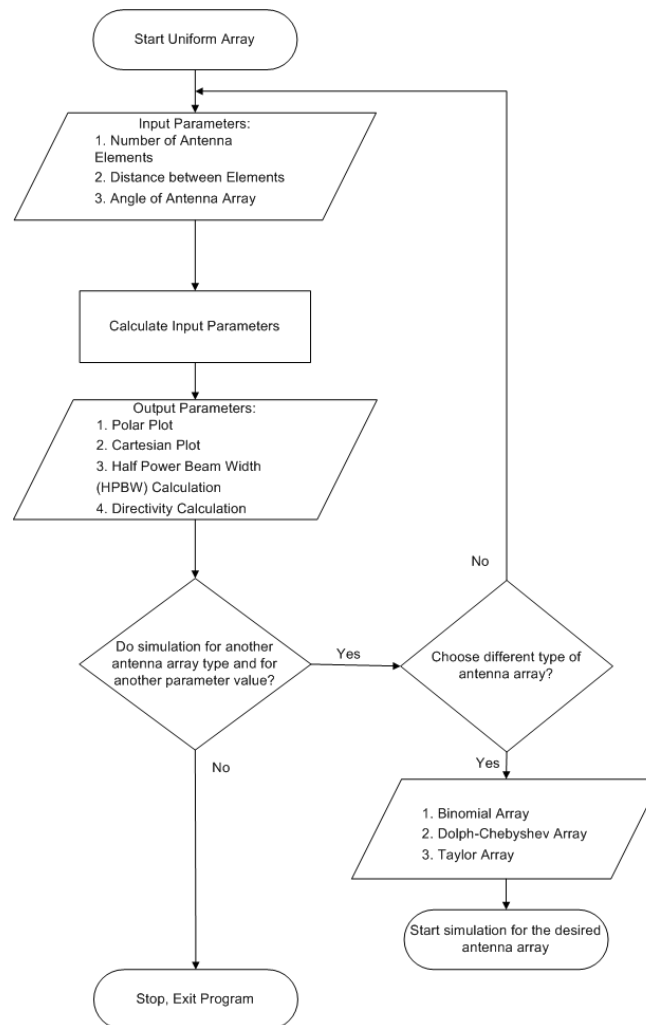 Start Uniform Array
Input Parameters:
1. Number of Antenna
Elements
2. Distance between Elements
3. Angle of Antenna Array
Calculate Input Parameters
Output Parameters:
1. Polar Plot
2. Cartesian Plot
3. Half Power Beam Width
(HPBW) Calculation
4. Directivity Calculation
Do simulation for another
antenna array type and for
another parameter value?
Yes
No
Choose different type of
antenna array?
No
Yes
1. Binomial Array
2. Dolph-Chebyshev Array
3. Taylor Array
Start simulation for the desired
antenna array
Stop, Exit Program